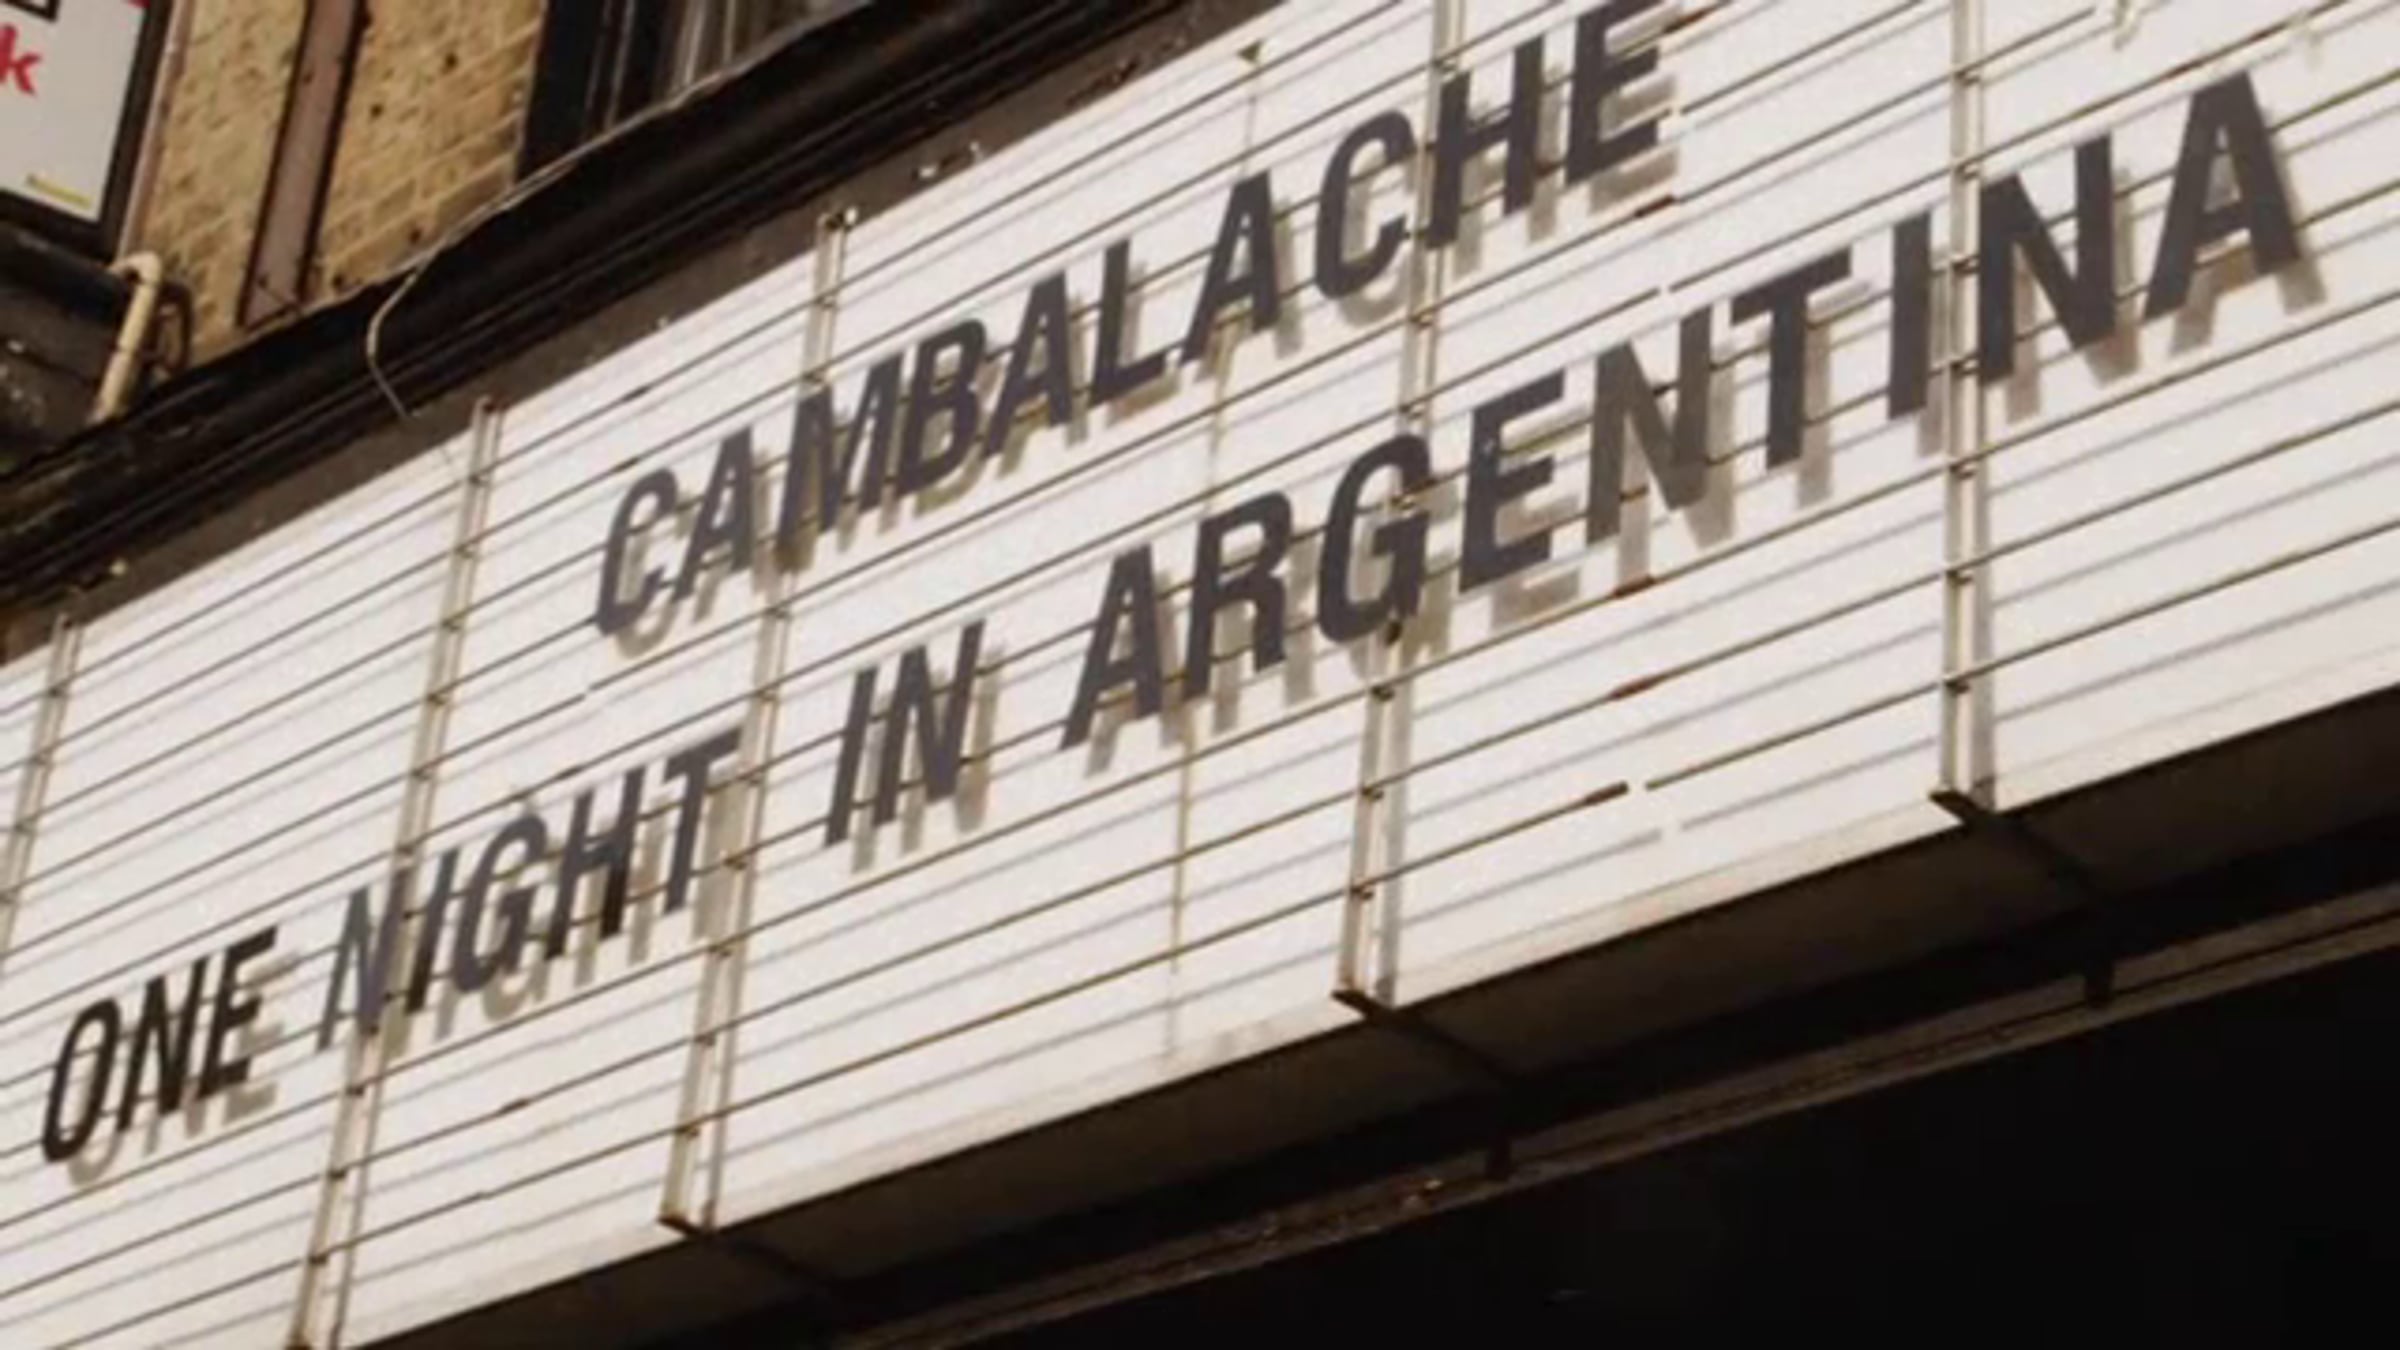 k
CAMBALACHE
ONE NIGHT IN ARGENTINA